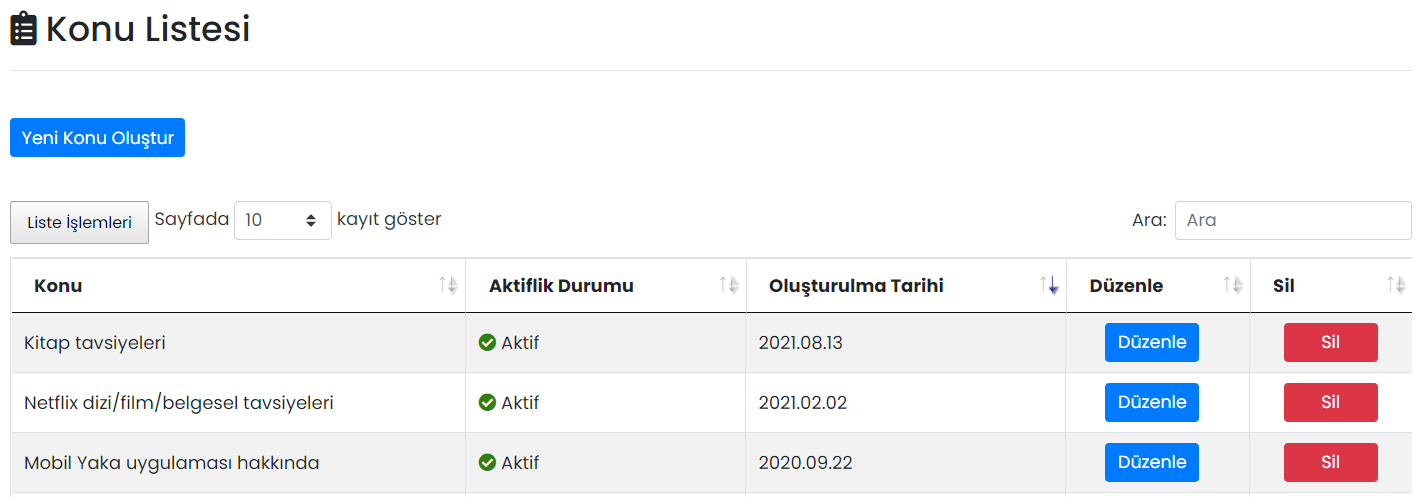 Konu Listesi
Yeni Konu Oluştur
Liste İşlemleri Sayfada 10 kayıt göster Ara: Ara
Konu Aktiflik Durumu Oluşturulma Tarihi Düzenle Sil
Kitap tavsiyeleri Aktif 2021.08.13 Düzenle Sil
Netflix dizi/film/belgesel tavsiyeleri Aktif 2021.02.02 Düzenle Sil
Mobil Yaka uygulaması hakkında Aktif 2020.09.22 Düzenle Sil